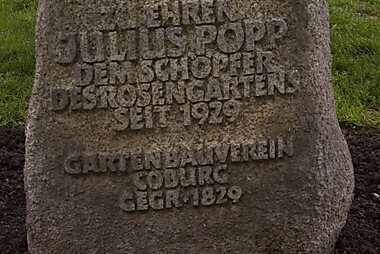 ZU EHREN
JULIUS POPP
DEM SCHÖPFER
DES ROSENGARTENS
SEIT 1929
GARTENBAUVEREIN
COBURG
GEGR·1829